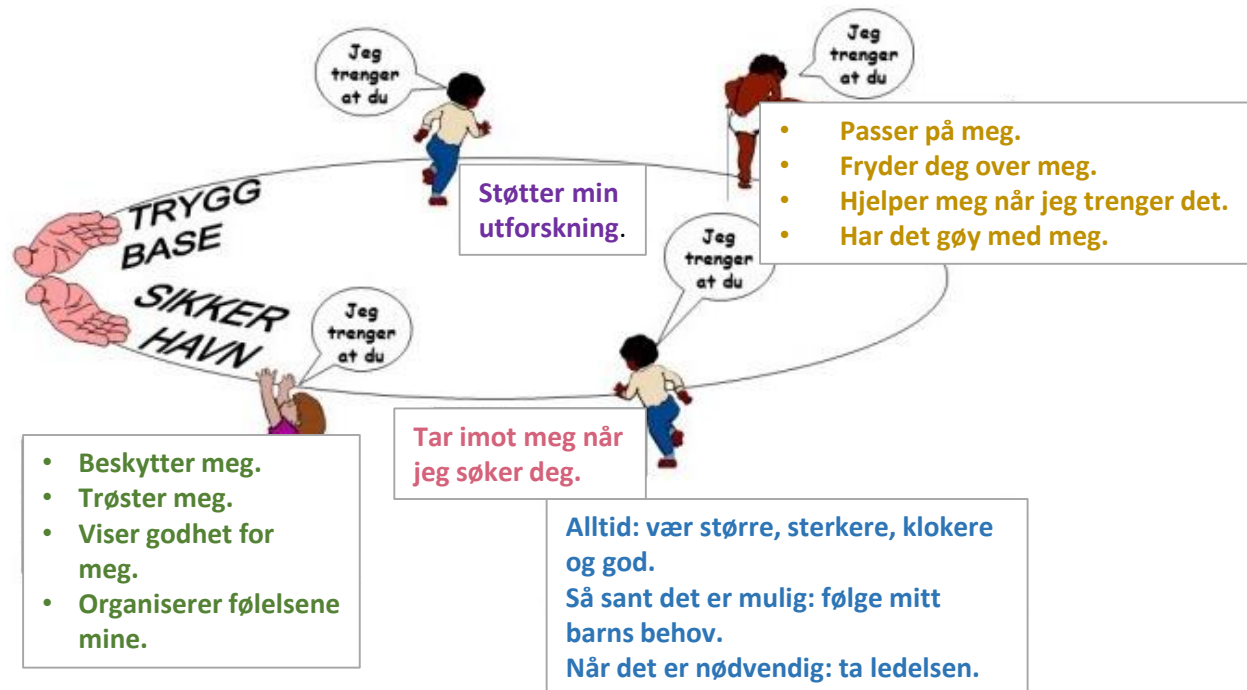 Jeg
trenger
at du
Jeg
trenger
at du
• Passer på meg.
• Fryder deg over meg.
• Hjelper meg når jeg trenger det.
• Har det gøy med meg.
Støtter min
utforskning.
TRYGG
BASE
Jeg
trenger
at du
SIKKER
HAVN
Jeg
trenger
at du
Tar imot meg når
jeg søker deg.
• Beskytter meg.
• Trøster meg.
• Viser godhet for
meg.
• Organiserer følelsene
mine.
Alltid: vær større, sterkere, klokere
og god.
Så sant det er mulig: følge mitt
barns behov.
Når det er nødvendig: ta ledelsen.